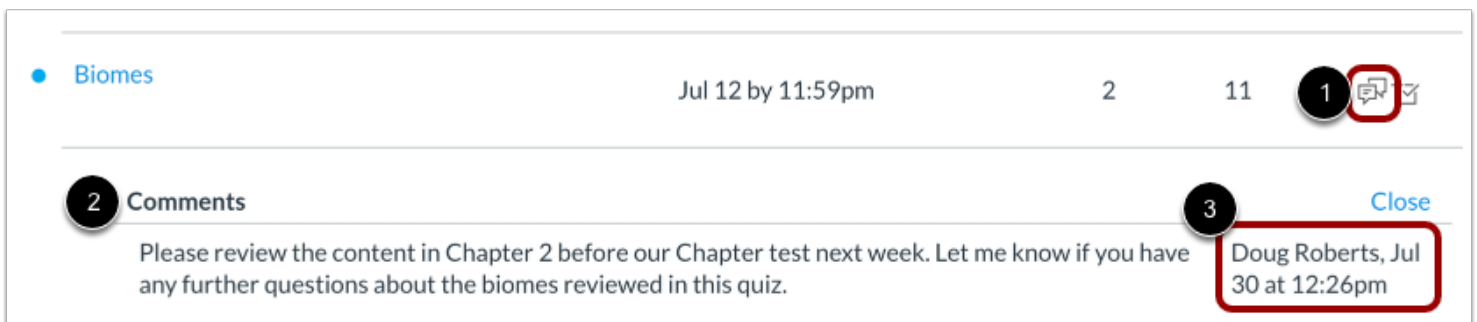 Biomes
Jul 12 by 11:59pm 2 11 1
2 Comments 3 Close
Please review the content in Chapter 2 before our Chapter test next week. Let me know if you have
any further questions about the biomes reviewed in this quiz.
Doug Roberts, Jul
30 at 12:26pm